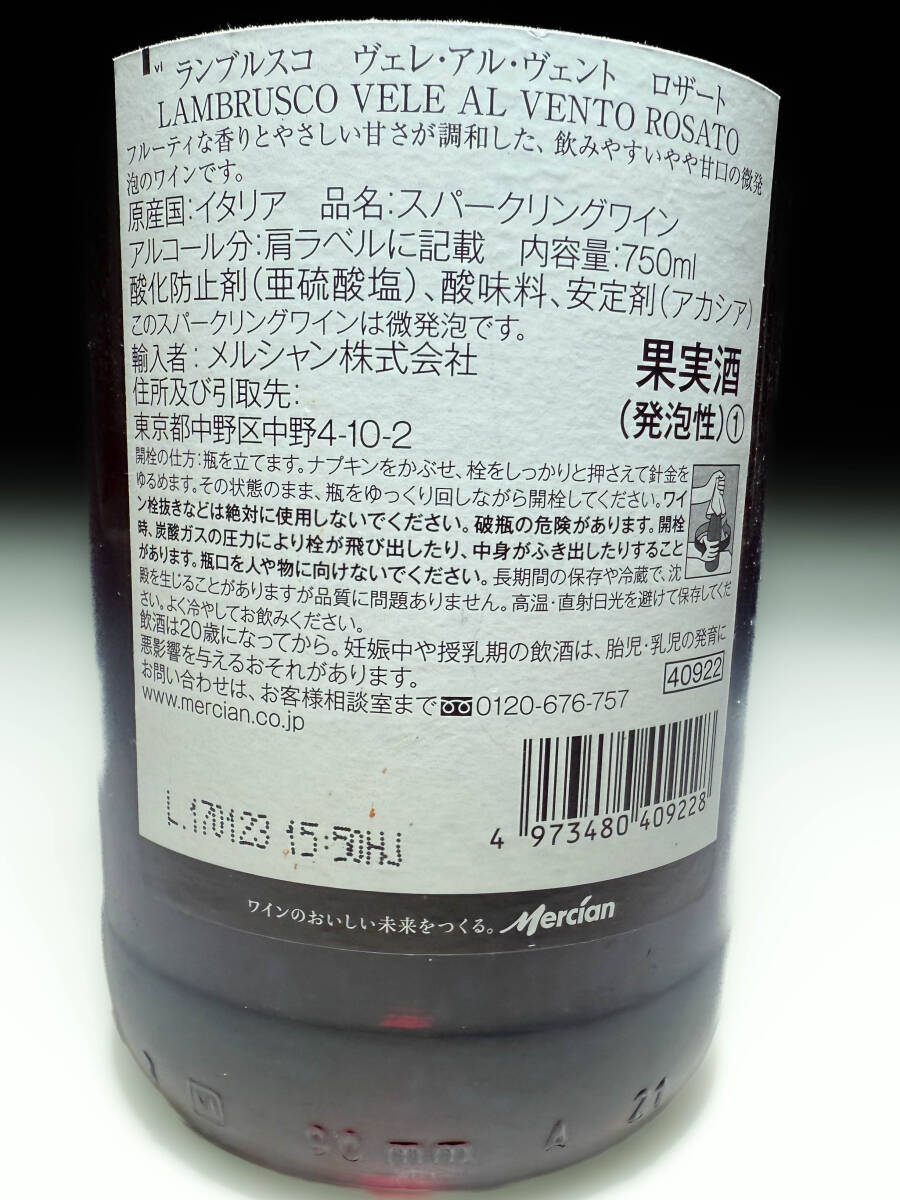 ランブルスコ ヴェレ・アル・ヴェント ロザート
LAMBRUSCO VELE AL VENTO ROSATO
フルーティな香りとやさしい甘さが調和した、飲みやすいやや甘口の微発
泡のワインです。
原産国:イタリア 品名:スパークリングワイン
アルコール分:肩ラベルに記載 内容量:750ml
酸化防止剤(亜硫酸塩)、酸味料、安定剤(アカシア)
このスパークリングワインは微発泡です。
輸入者:メルシャン株式会社
住所及び引取先:
東京都中野区中野4-10-2
果実酒
(発泡性)①
開栓の仕方:瓶を立てます。ナプキンをかぶせ、栓をしっかりと押さえて針金を
ゆるめます。その状態のまま、瓶をゆっくり回しながら開栓してください。ワイ
ン栓抜きなどは絶対に使用しないでください。破瓶の危険があります。開栓
時、炭酸ガスの圧力により栓が飛び出したり、中身がふき出したりすること
があります。瓶口を人や物に向けないでください。長期間の保存や冷蔵で、沈
殿を生じることがありますが品質に問題ありません。高温・直射日光を避けて保存してくだ
さい。よく冷やしてお飲みください。
飲酒は20歳になってから。妊娠中や授乳期の飲酒は、胎児・乳児の発育に
悪影響を与えるおそれがあります。
お問い合わせは、お客様相談室まで 0120-676-757
40922
www.mercian.co.jp
L.170123 15:50HJ
4 973480 409228
ワインのおいしい未来をつくる。 Mercian
90 mm A 21